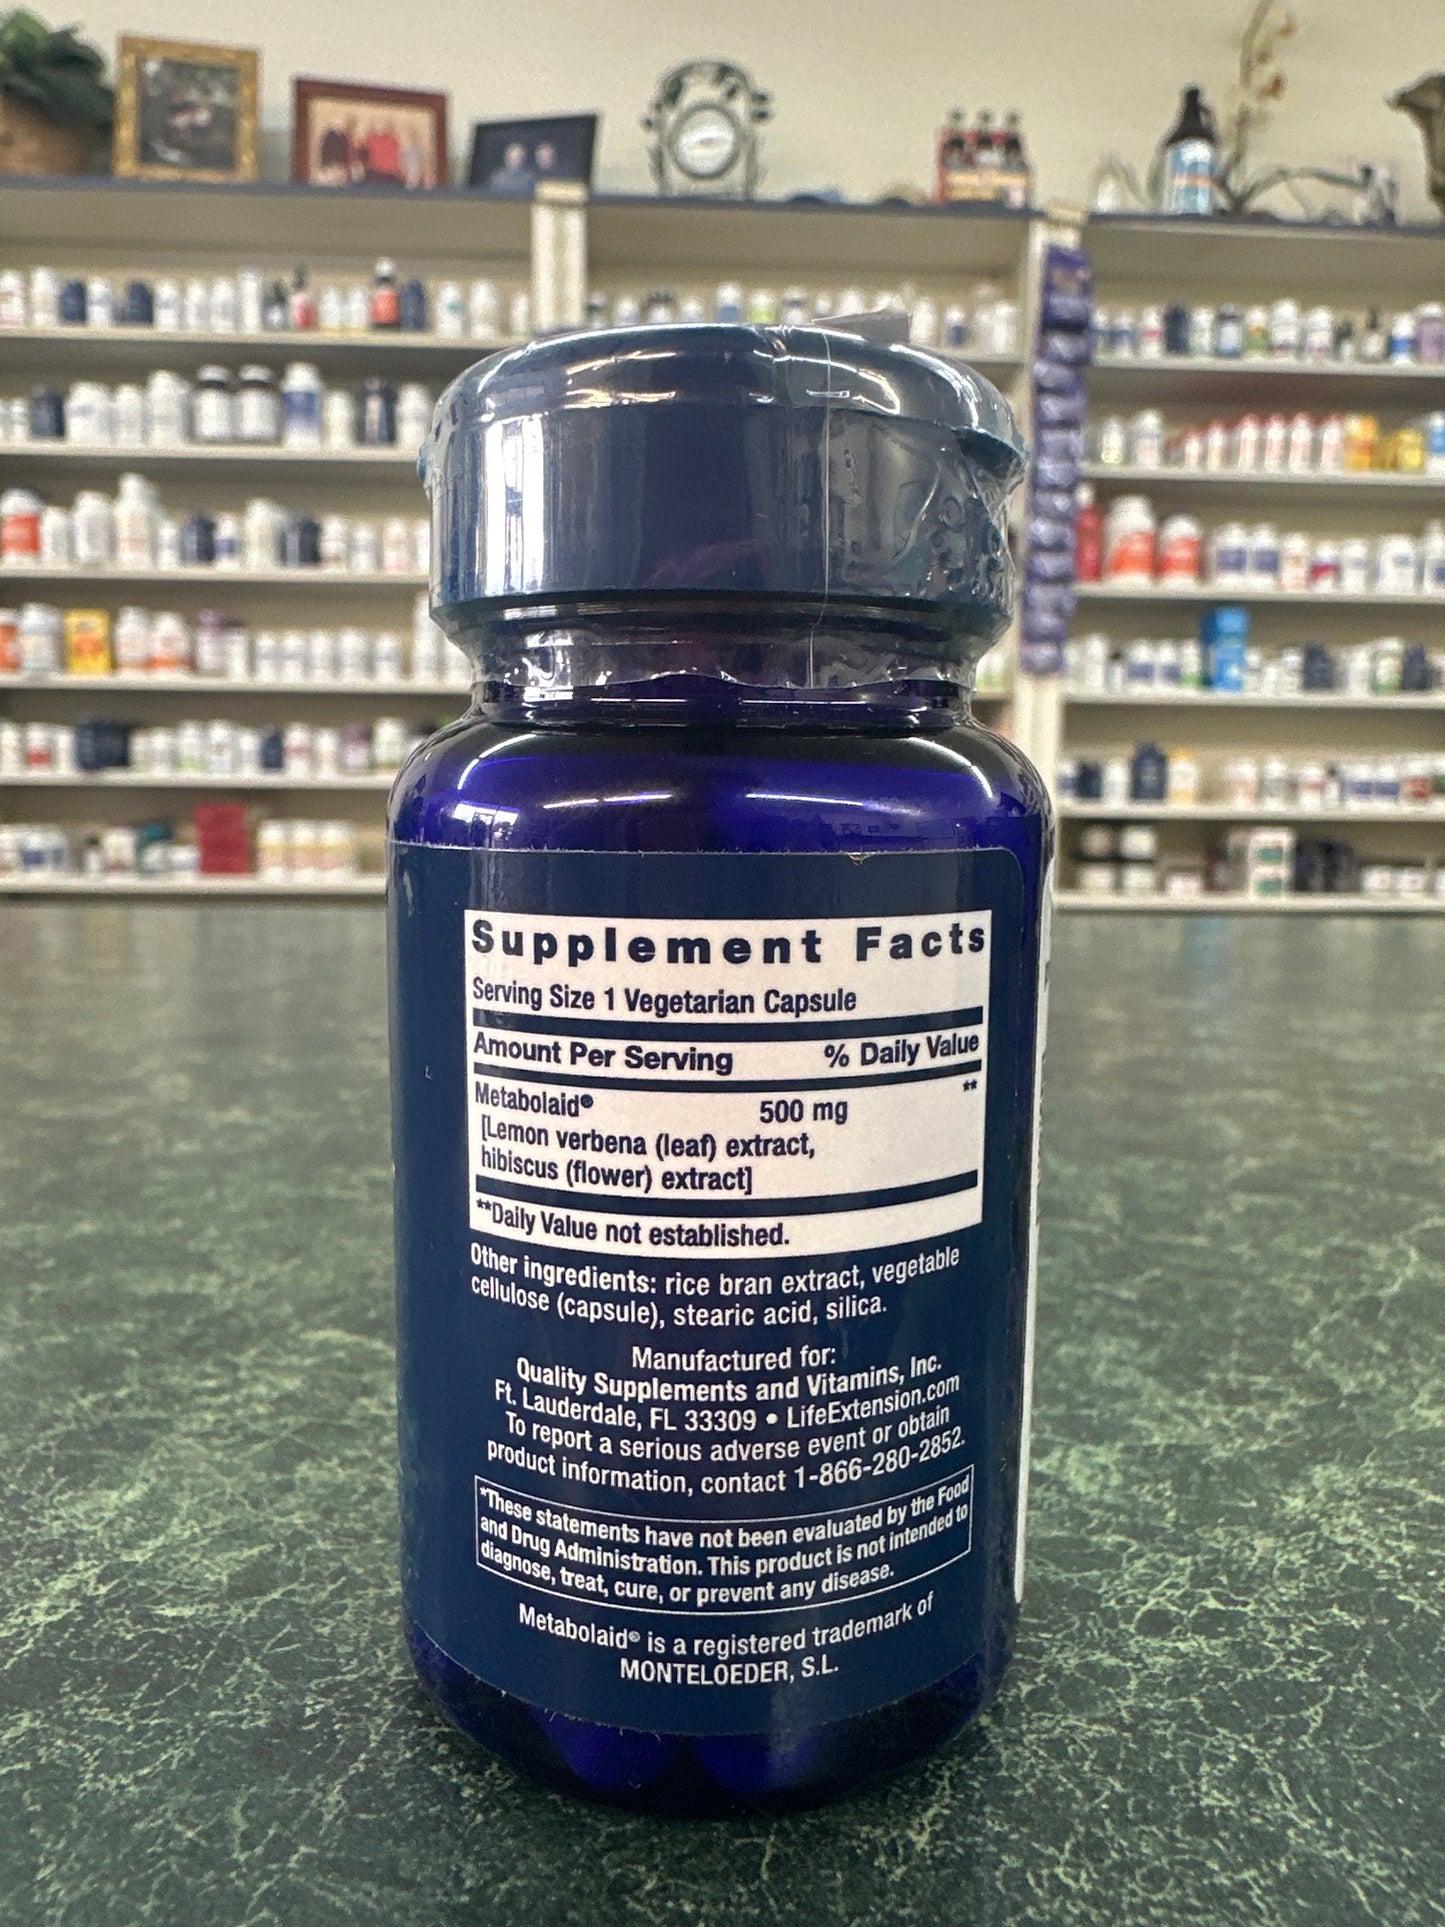 Supplement Facts
Serving Size 1 Vegetarian Capsule
Amount Per Serving % Daily Value
Metabolaid® 500 mg **
[Lemon verbena (leaf) extract,
hibiscus (flower) extract]
**Daily Value not established.
Other ingredients: rice bran extract, vegetable
cellulose (capsule), stearic acid, silica.
Manufactured for:
Quality Supplements and Vitamins, Inc.
Ft. Lauderdale, FL 33309 • LifeExtension.com
To report a serious adverse event or obtain
product information, contact 1-866-280-2852.
*These statements have not been evaluated by the Food
and Drug Administration. This product is not intended to
diagnose, treat, cure, or prevent any disease.
Metabolaid® is a registered trademark of
MONTELOEDER, S.L.